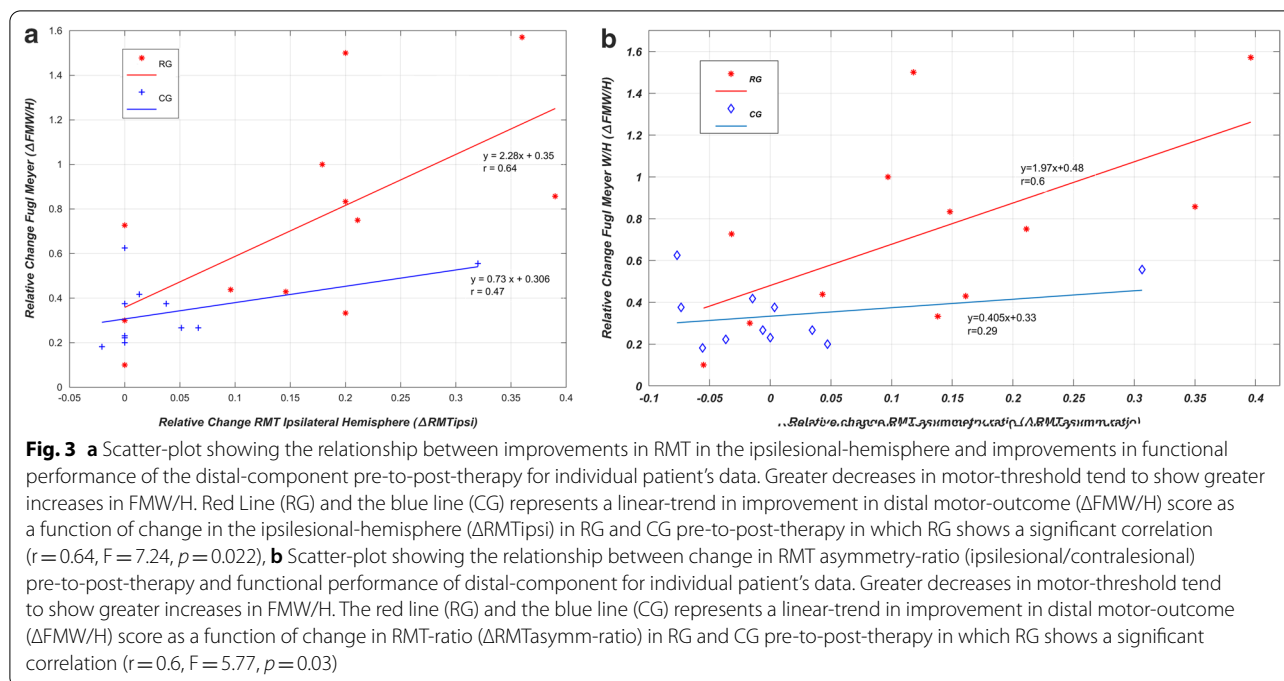 a
RG
CG
1.6
1.4
1.2
1
0.8
0.6
0.4
0.2
0
Relative Change Fugl Meyer (ΔFMW/H)
y = 2.28x + 0.35
r = 0.64
y = 0.73 x + 0.306
r = 0.47
-0.05 0 0.05 0.1 0.15 0.2 0.25 0.3 0.35 0.4
Relative Change RMT Ipsilateral Hemisphere (ΔRMTipsi)
b
RG
CG
1.6
1.4
1.2
1
0.8
0.6
0.4
0.2
0
Relative Change Fugl Meyer W/H (ΔFMW/H)
y=1.97x+0.48
r=0.6
y=0.405x+0.33
r=0.29
-0.1 -0.05 0 0.05 0.1 0.15 0.2 0.25 0.3 0.35 0.4
Relative change RMT asymmetry ratio (ΔRMTasymm-ratio)
Fig. 3 a Scatter-plot showing the relationship between improvements in RMT in the ipsilesional-hemisphere and improvements in functional
performance of the distal-component pre-to-post-therapy for individual patient's data. Greater decreases in motor-threshold tend to show greater
increases in FMW/H. Red Line (RG) and the blue line (CG) represents a linear-trend in improvement in distal motor-outcome (ΔFMW/H) score as
a function of change in the ipsilesional-hemisphere (ΔRMTipsi) in RG and CG pre-to-post-therapy in which RG shows a significant correlation
(r = 0.64, F = 7.24, p = 0.022), b Scatter-plot showing the relationship between change in RMT asymmetry-ratio (ipsilesional/contralesional)
pre-to-post-therapy and functional performance of distal-component for individual patient's data. Greater decreases in motor-threshold tend
to show greater increases in FMW/H. The red line (RG) and the blue line (CG) represents a linear-trend in improvement in distal motor-outcome
(ΔFMW/H) score as a function of change in RMT-ratio (ΔRMTasymm-ratio) in RG and CG pre-to-post-therapy in which RG shows a significant
correlation (r = 0.6, F = 5.77, p = 0.03)